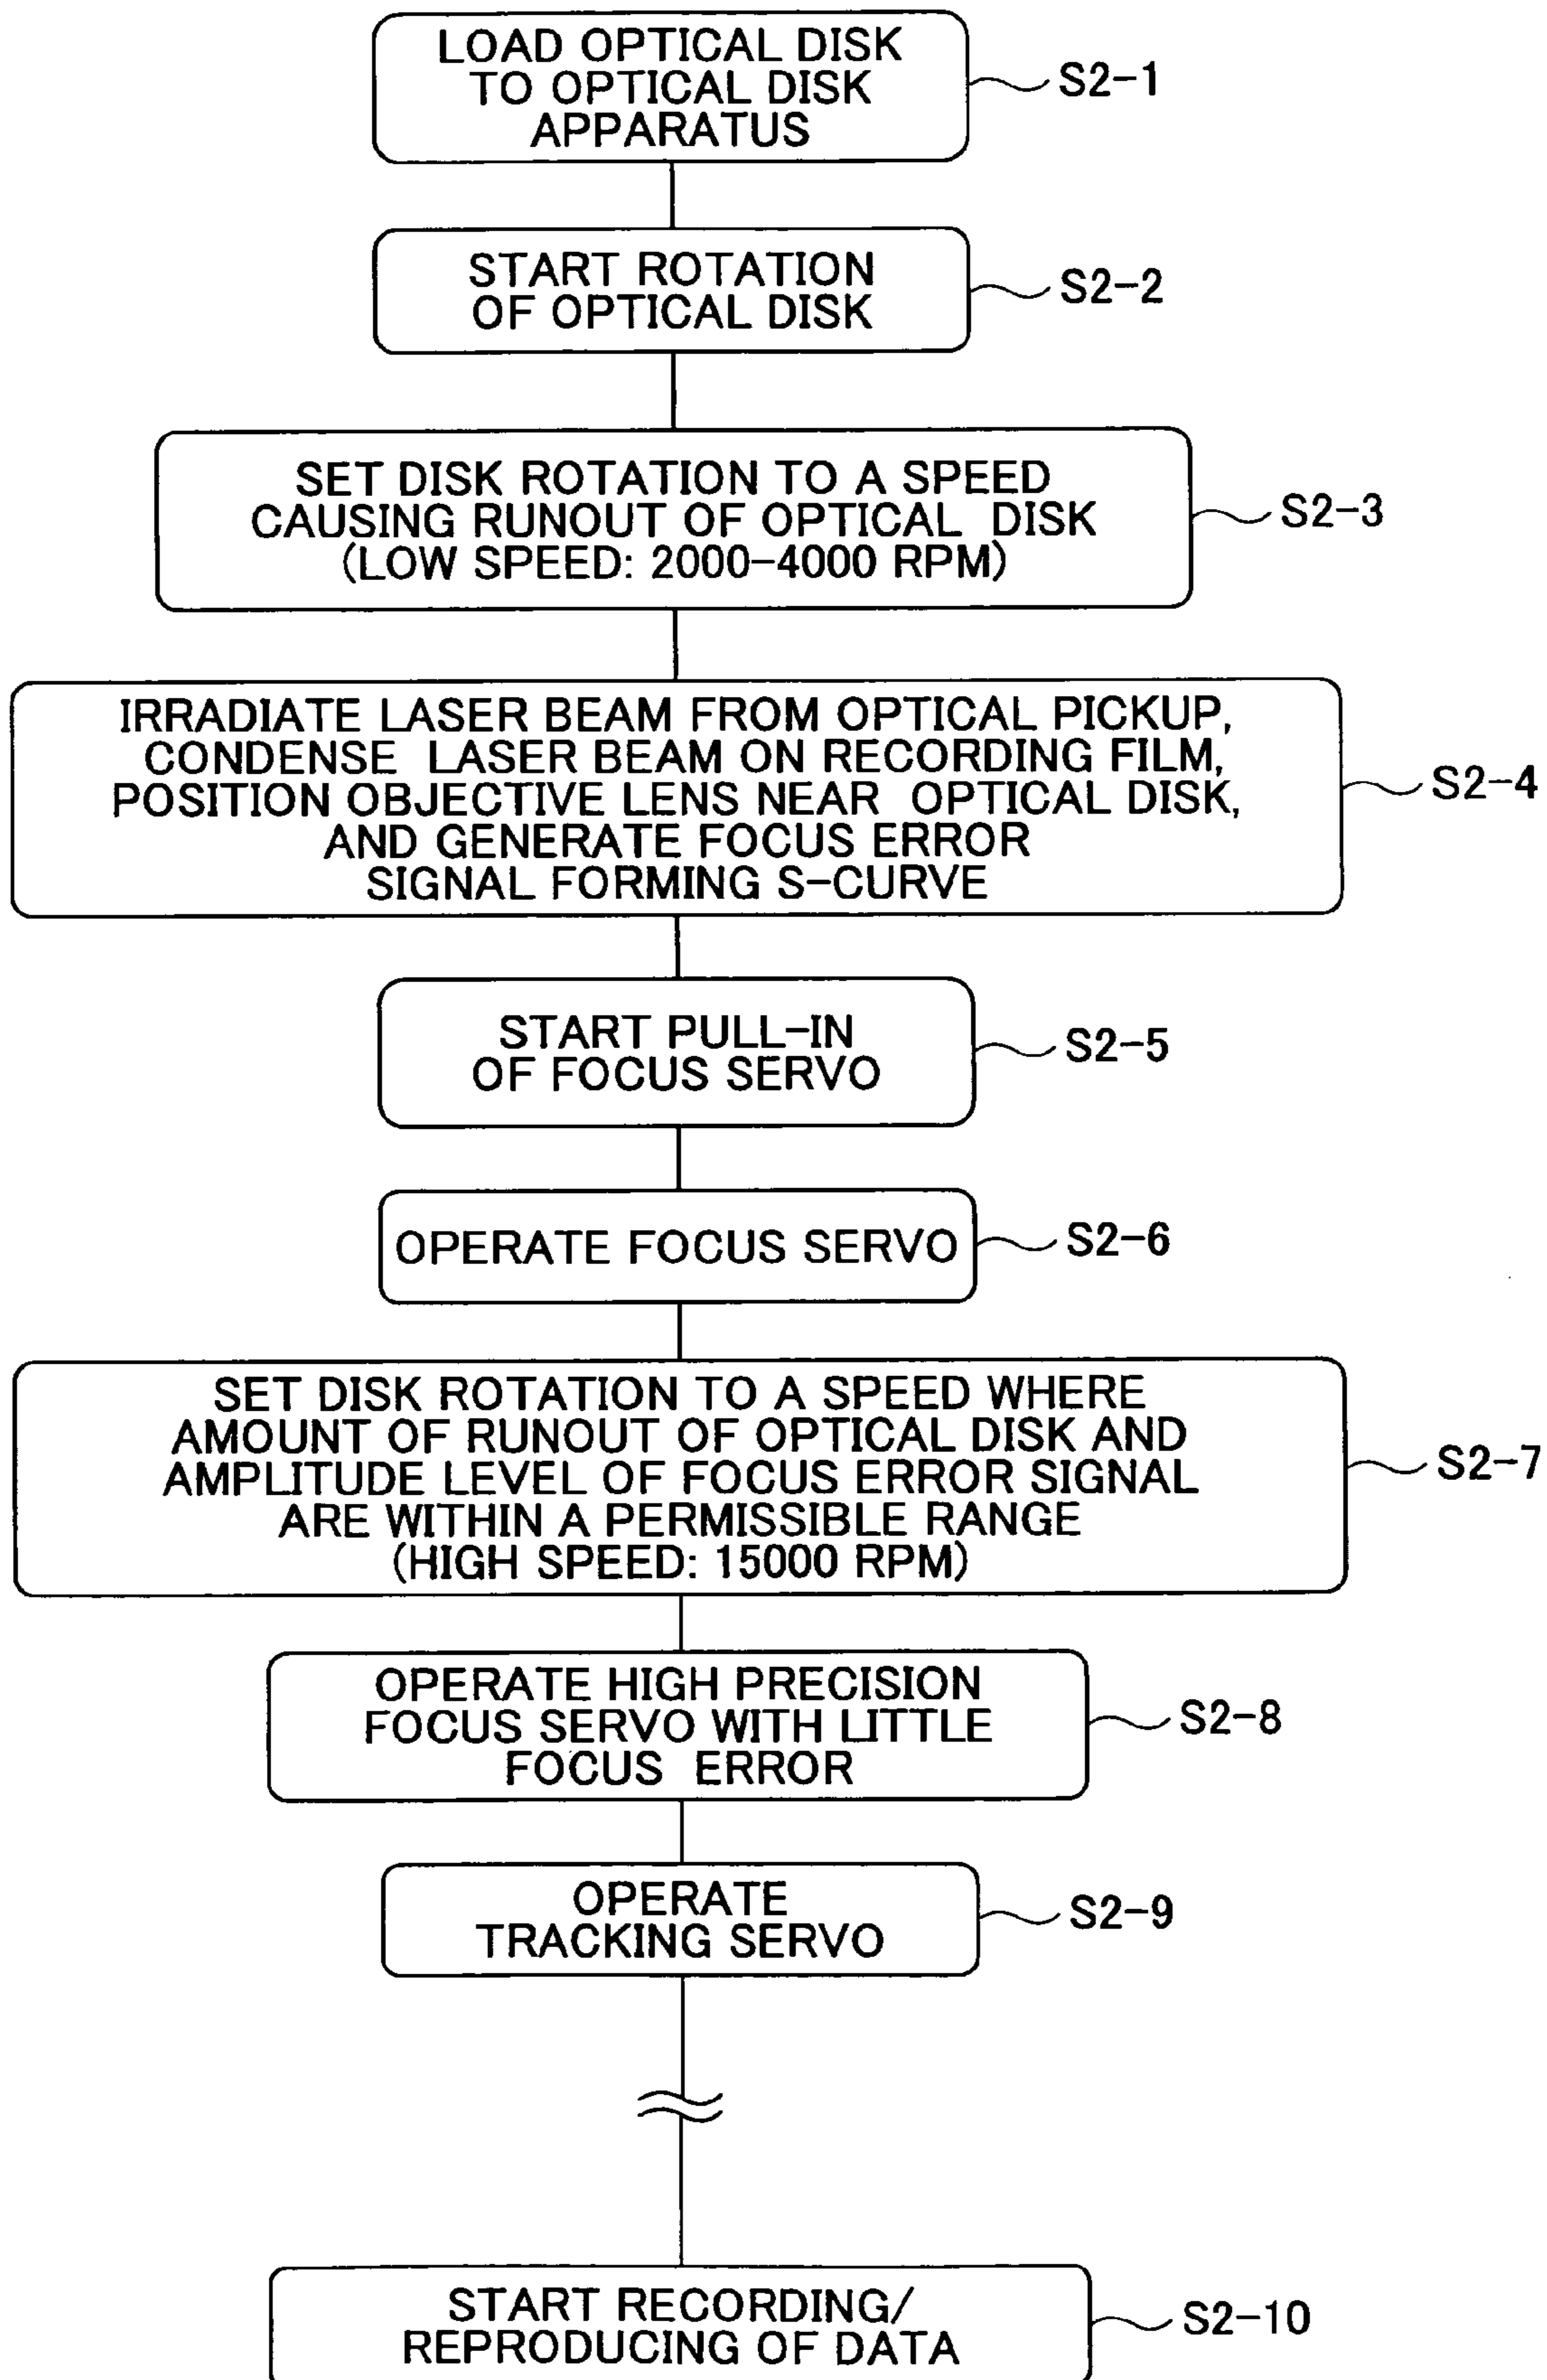 LOAD OPTICAL DISK
TO OPTICAL DISK
APPARATUS
S2-1
START ROTATION
OF OPTICAL DISK
S2-2
SET DISK ROTATION TO A SPEED
CAUSING RUNOUT OF OPTICAL DISK
(LOW SPEED: 2000-4000 RPM)
S2-3
IRRADIATE LASER BEAM FROM OPTICAL PICKUP,
CONDENSE LASER BEAM ON RECORDING FILM,
POSITION OBJECTIVE LENS NEAR OPTICAL DISK,
AND GENERATE FOCUS ERROR
SIGNAL FORMING S-CURVE
S2-4
START PULL-IN
OF FOCUS SERVO
S2-5
OPERATE FOCUS SERVO
S2-6
SET DISK ROTATION TO A SPEED WHERE
AMOUNT OF RUNOUT OF OPTICAL DISK AND
AMPLITUDE LEVEL OF FOCUS ERROR SIGNAL
ARE WITHIN A PERMISSIBLE RANGE
(HIGH SPEED: 15000 RPM)
S2-7
OPERATE HIGH PRECISION
FOCUS SERVO WITH LITTLE
FOCUS ERROR
S2-8
OPERATE
TRACKING SERVO
S2-9
START RECORDING/
REPRODUCING OF DATA
S2-10